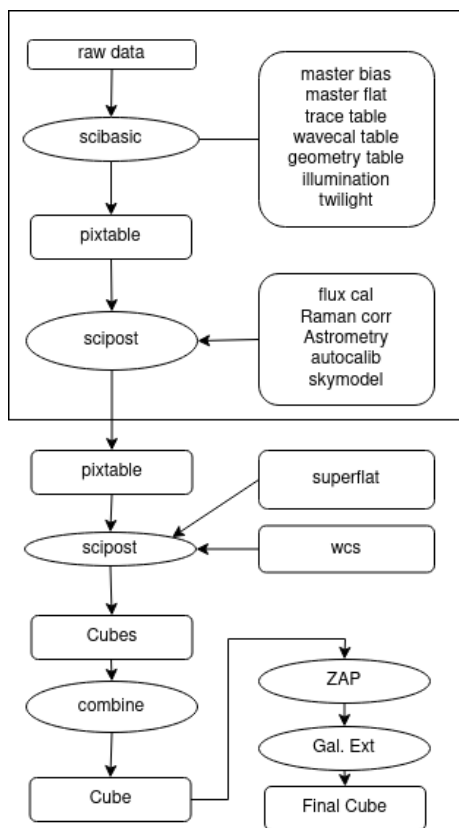 raw data
scibasic
master bias
master flat
trace table
wavecal table
geometry table
illumination
twilight
pixtable
scipost
flux cal
Raman corr
Astrometry
autocalib
skymodel
pixtable
superflat
scipost
wcs
Cubes
combine
Cube
ZAP
Gal. Ext
Final Cube